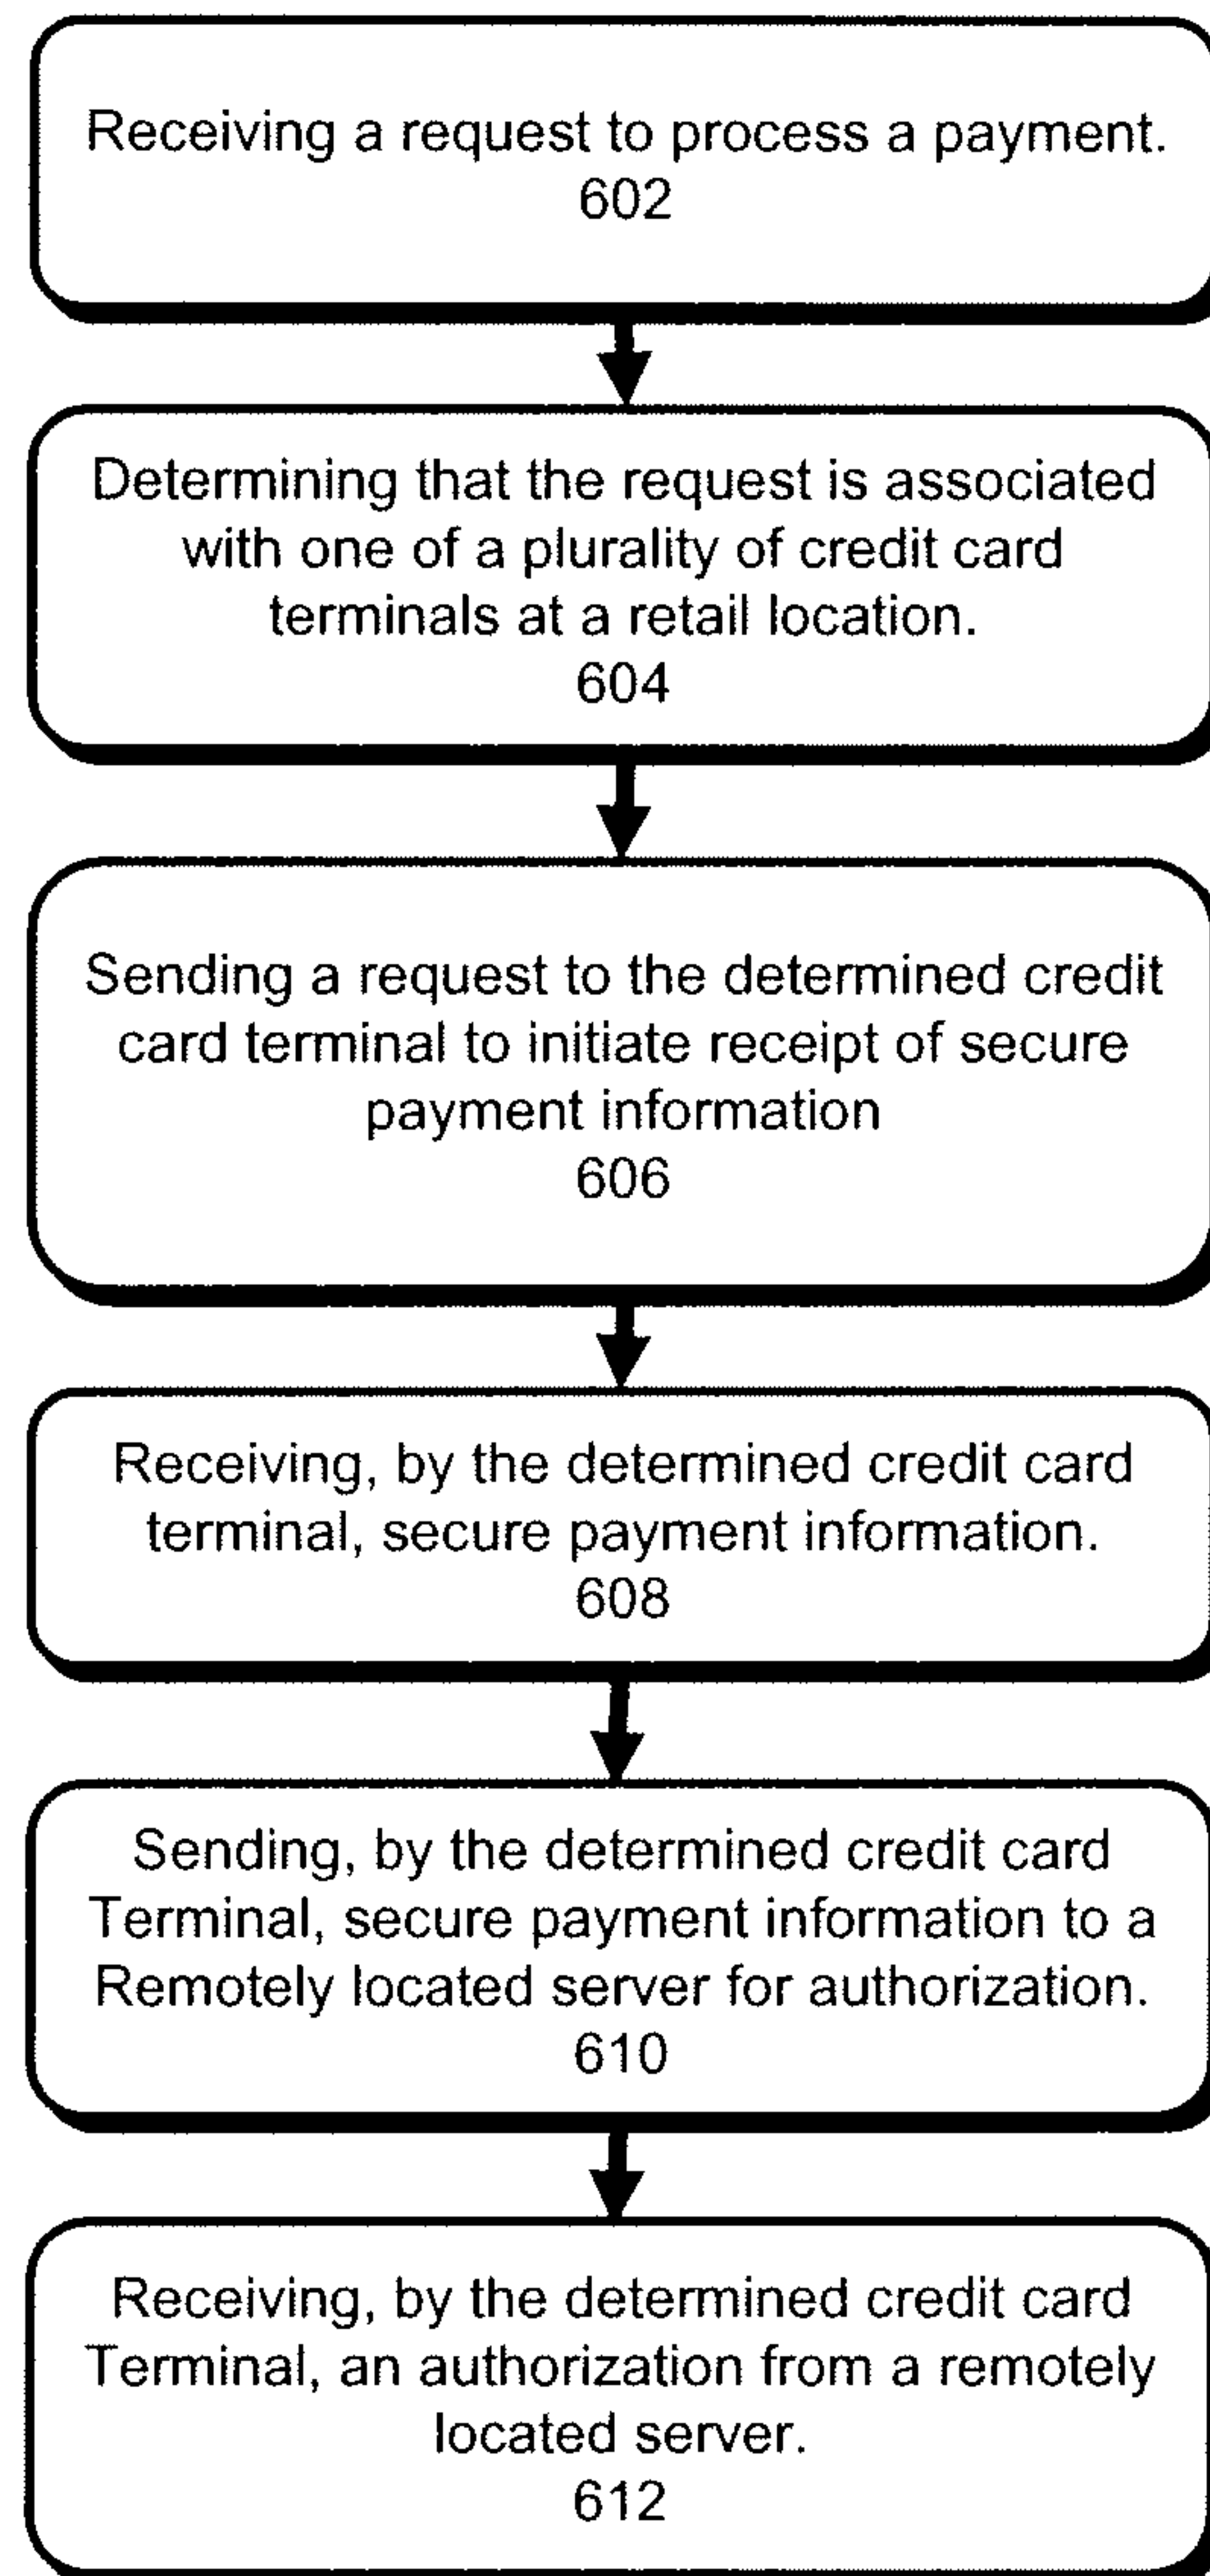 Receiving a request to process a payment.
602
Determining that the request is associated
with one of a plurality of credit card
terminals at a retail location.
604
Sending a request to the determined credit
card terminal to initiate receipt of secure
payment information
606
Receiving, by the determined credit card
terminal, secure payment information.
608
Sending, by the determined credit card
Terminal, secure payment information to a
Remotely located server for authorization.
610
Receiving, by the determined credit card
Terminal, an authorization from a remotely
located server.
612